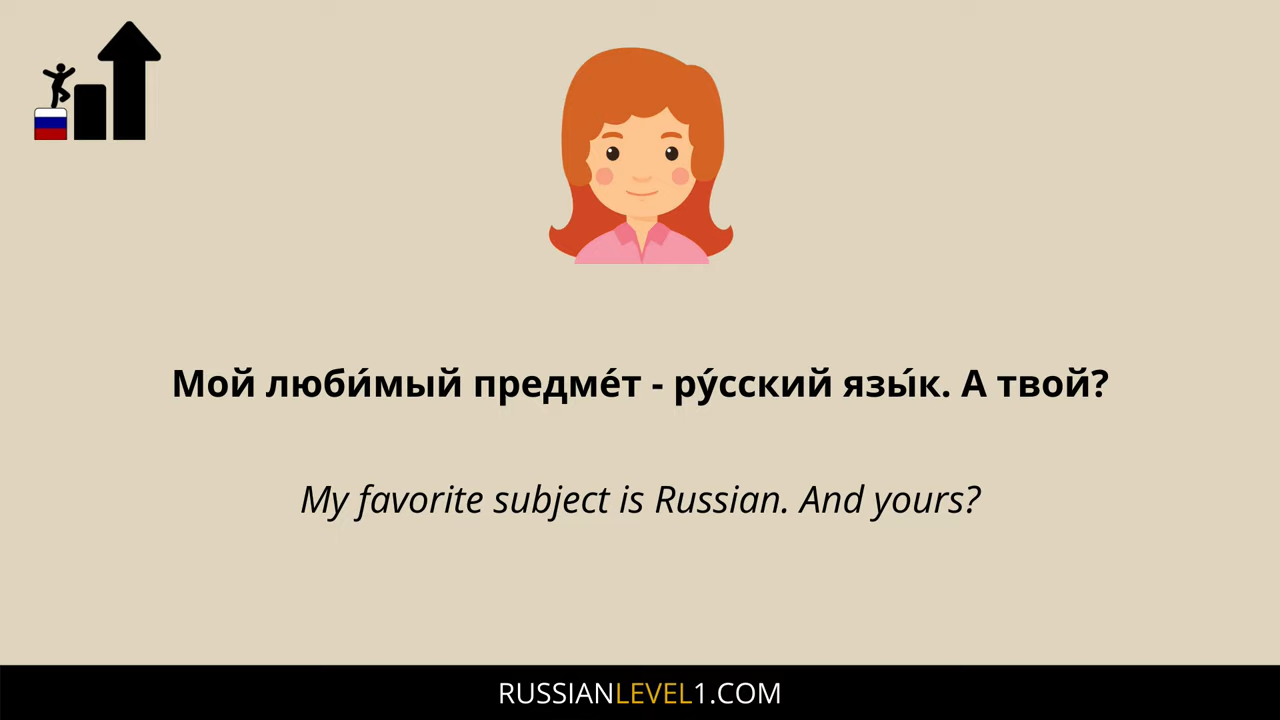 Мой люби́мый предме́т - ру́сский язы́к. А твой?
My favorite subject is Russian. And yours?
RUSSIANLEVEL1.COM